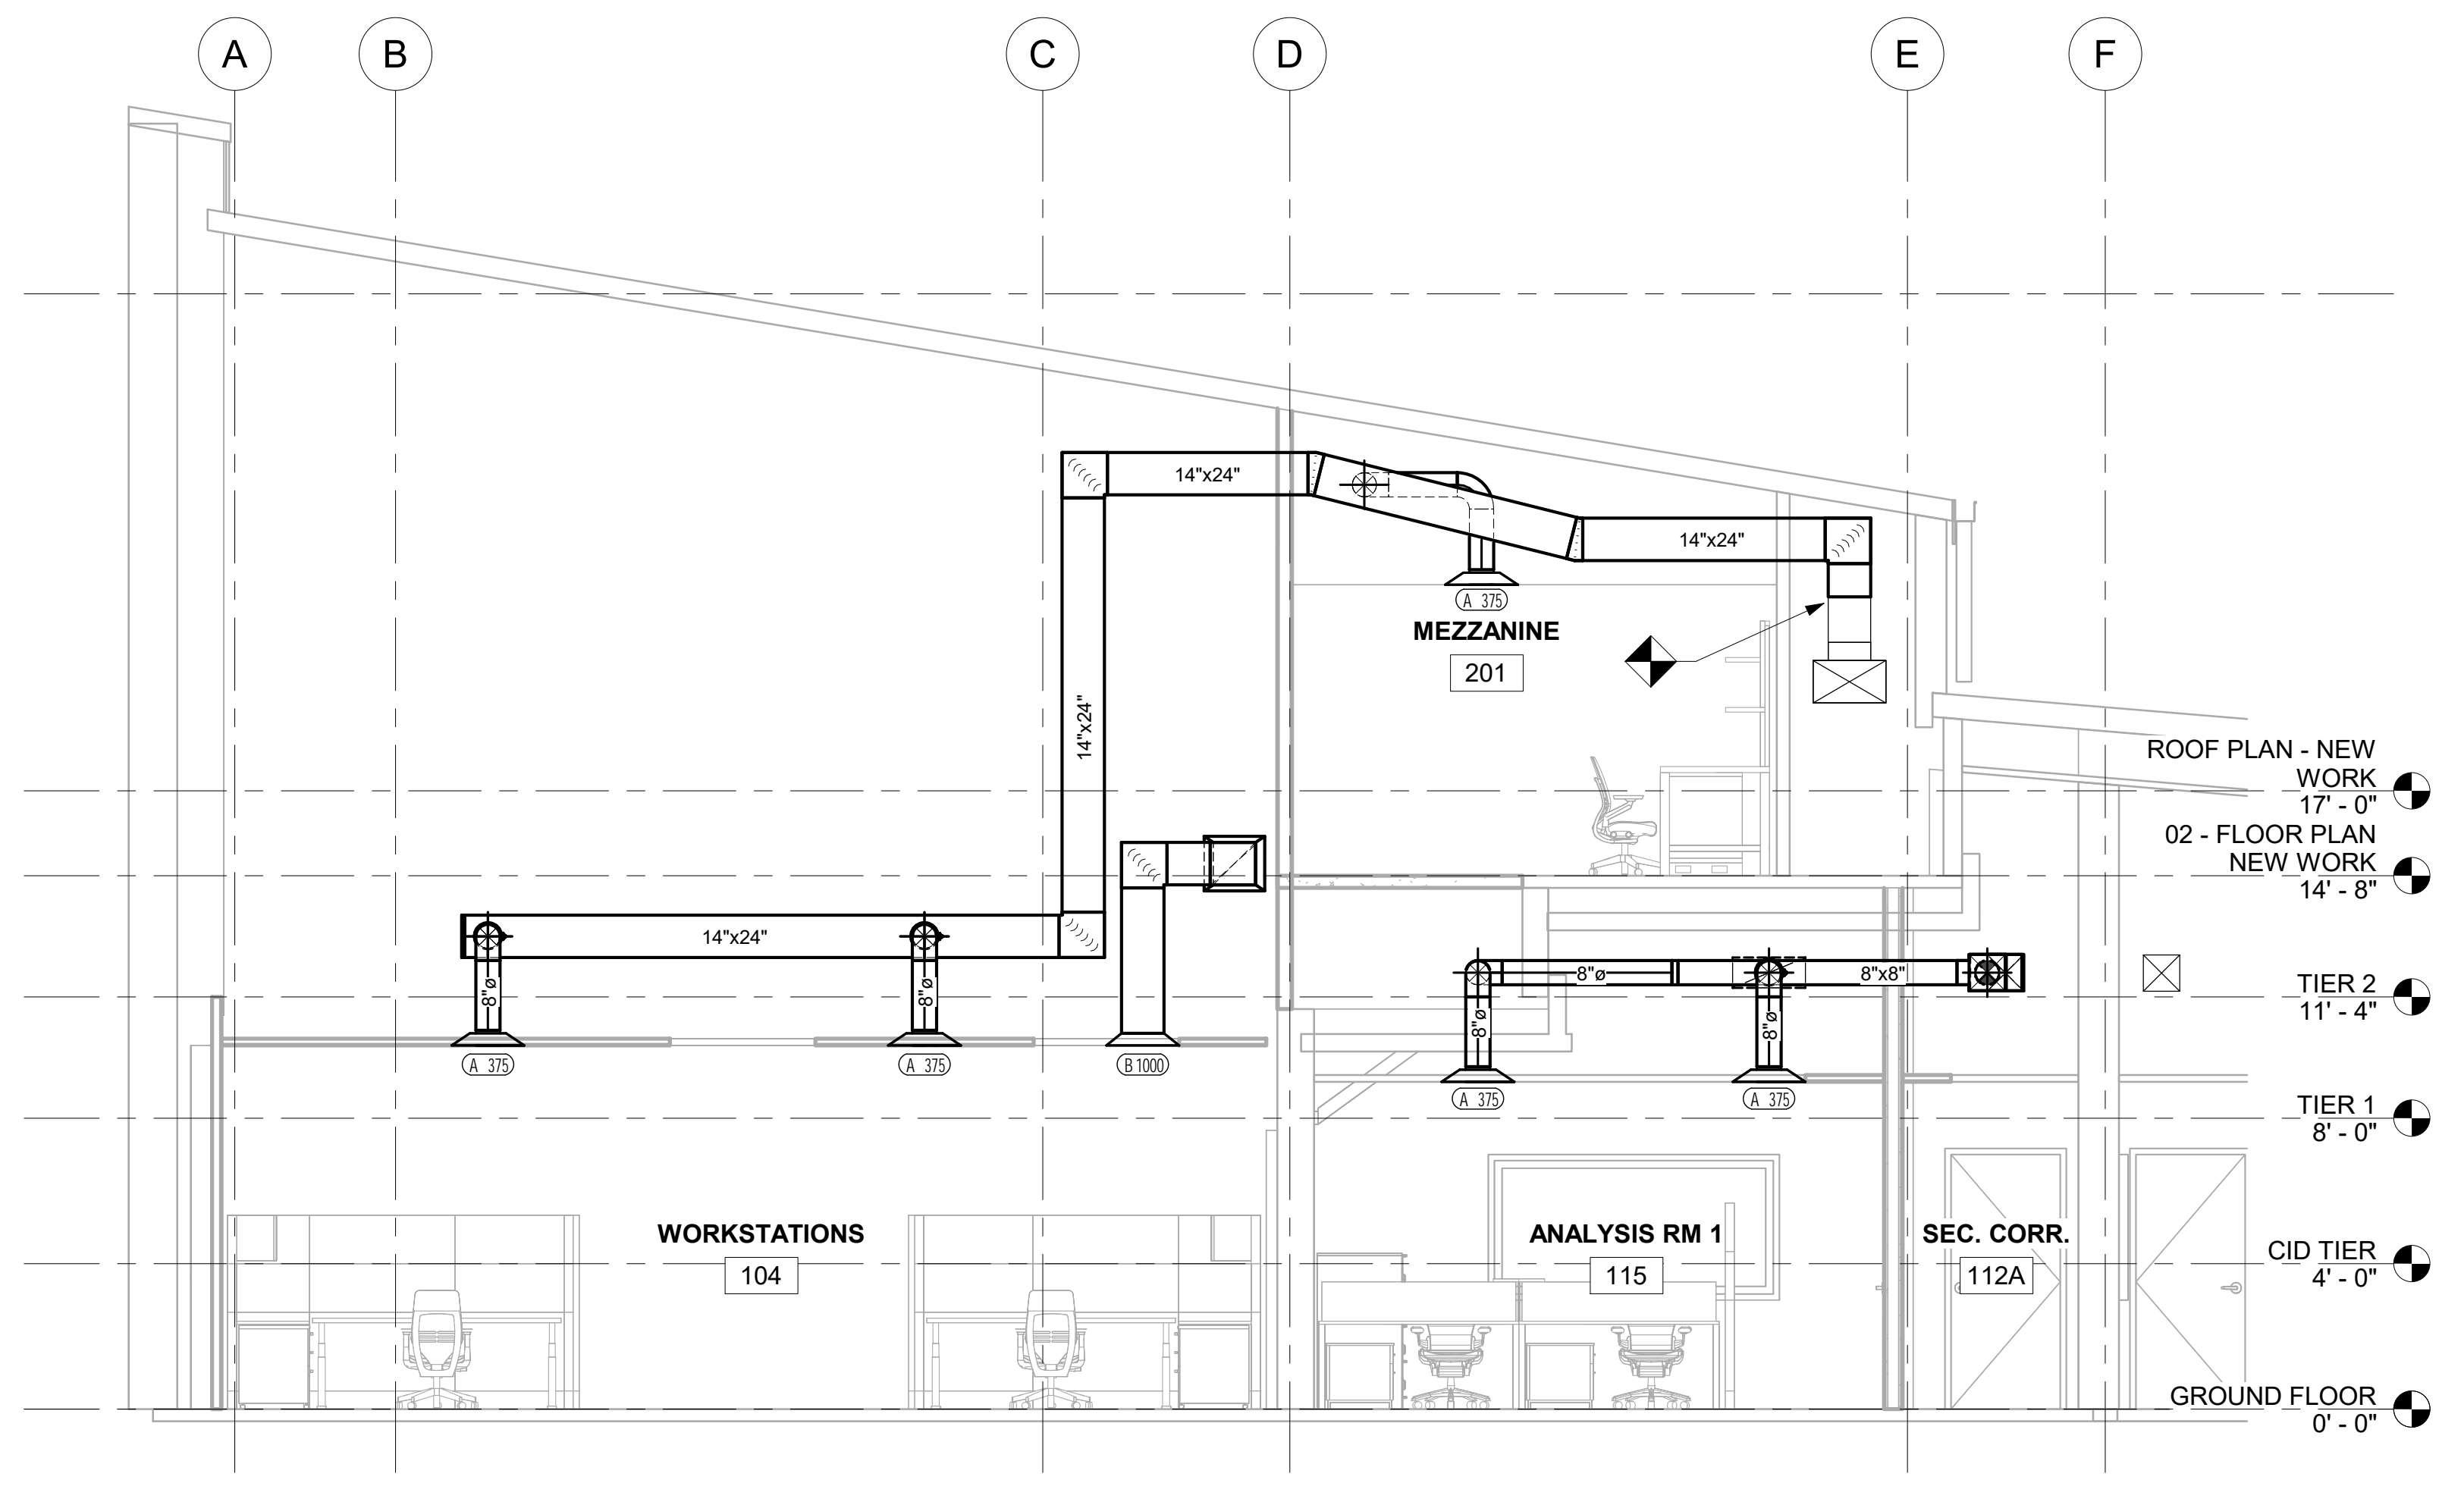 A B C D E F
14"x24"
14"x24"
A 375
MEZZANINE
201
14"x24"
ROOF PLAN - NEW
WORK
17' - 0"
02 - FLOOR PLAN
NEW WORK
14' - 8"
14"x24"
8"ø
8"x8"
8"ø
8"ø
8"ø
8"ø
TIER 2
11' - 4"
A 375
A 375
B 1000
A 375
A 375
TIER 1
8' - 0"
WORKSTATIONS
104
ANALYSIS RM 1
115
SEC. CORR.
112A
CID TIER
4' - 0"
GROUND FLOOR
0' - 0"